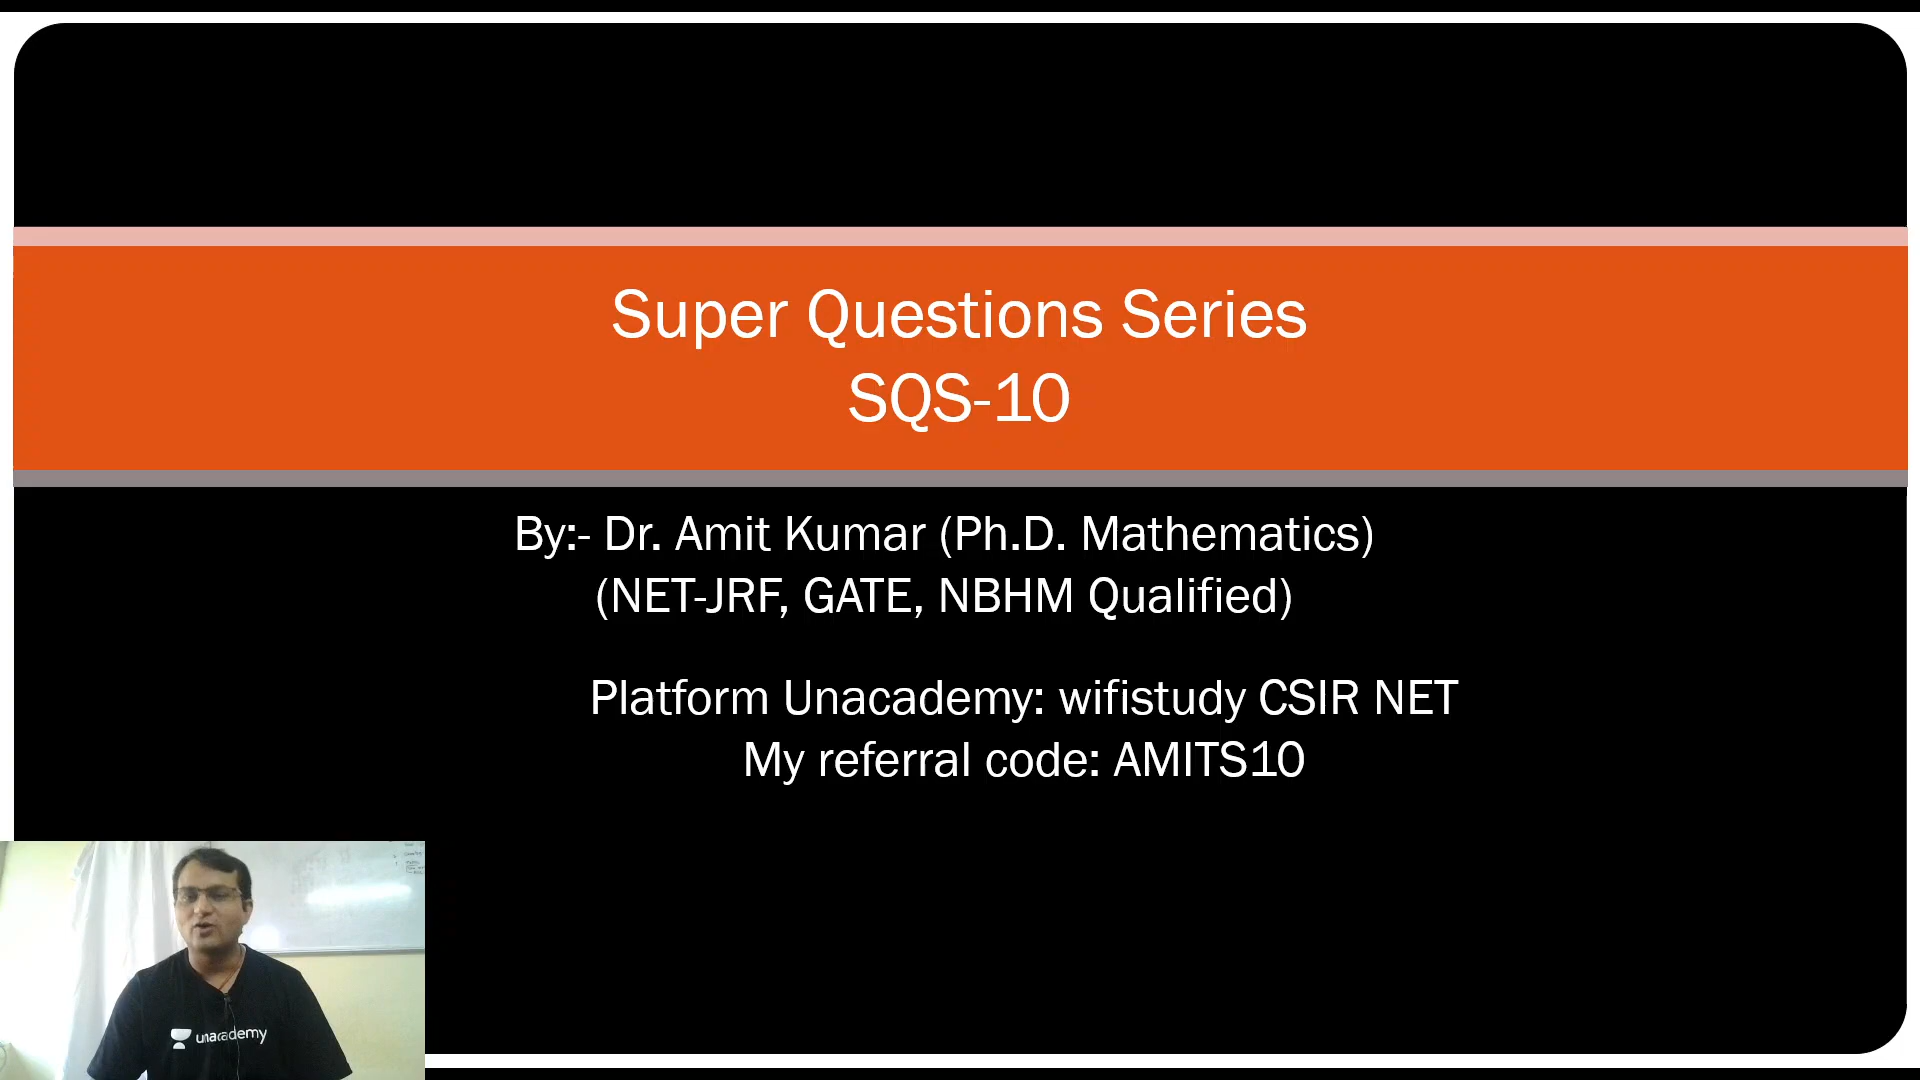 Super Questions Series
SQS-10
By:- Dr. Amit Kumar (Ph.D. Mathematics)
(NET-JRF, GATE, NBHM Qualified)
Platform Unacademy: wifistudy CSIR NET
My referral code: AMITS10
unacademy